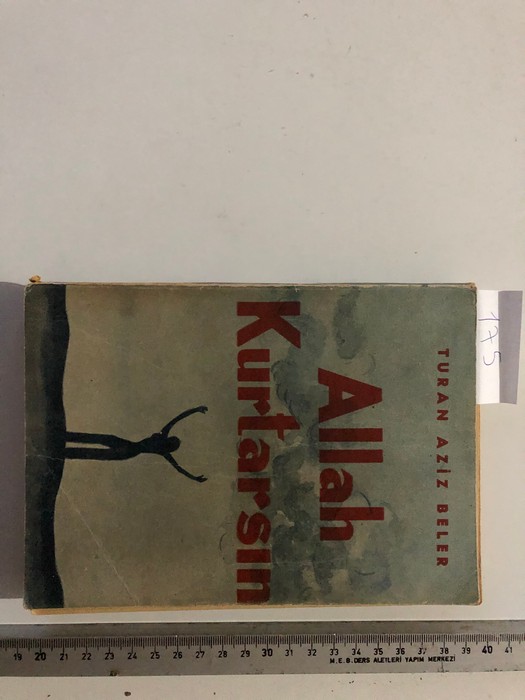 TURAN AZİZ BELER
Allah
Kurtarsın
175
19 20 21 22 23 24 25 26 27 28 29 30 31 32 33 34 35 36 37 38 39 40 41
M.E.B. DERS ALETLERİ YAPIM MERKEZİ